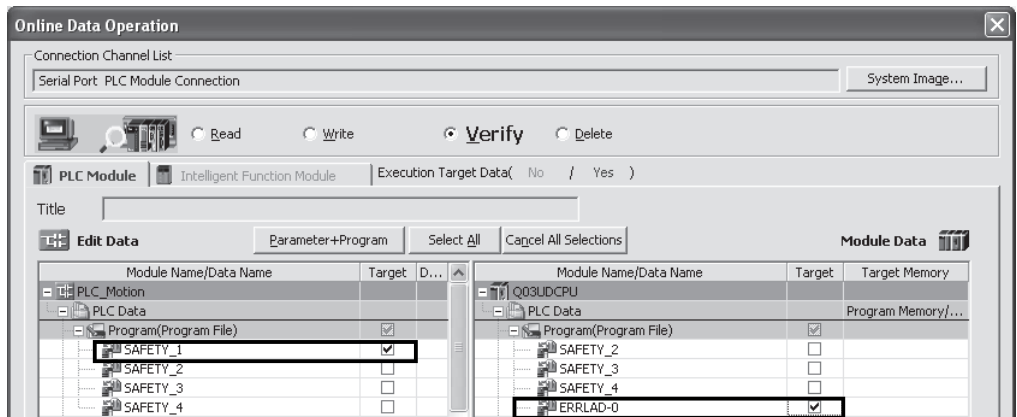 Online Data Operation
Connection Channel List
Serial Port PLC Module Connection
System Image...
Read Write Verify Delete
PLC Module Intelligent Function Module Execution Target Data( No / Yes )
Title
Edit Data Parameter+Program Select All Cancel All Selections Module Data
Module Name/Data Name Target D... Module Name/Data Name Target Target Memory
PLC_Motion Q03UDCPU
PLC Data PLC Data Program Memory/...
Program(Program File) Program(Program File)
SAFETY_1 SAFETY_2
SAFETY_2 SAFETY_3
SAFETY_3 SAFETY_4
SAFETY_4 ERRLAD-0